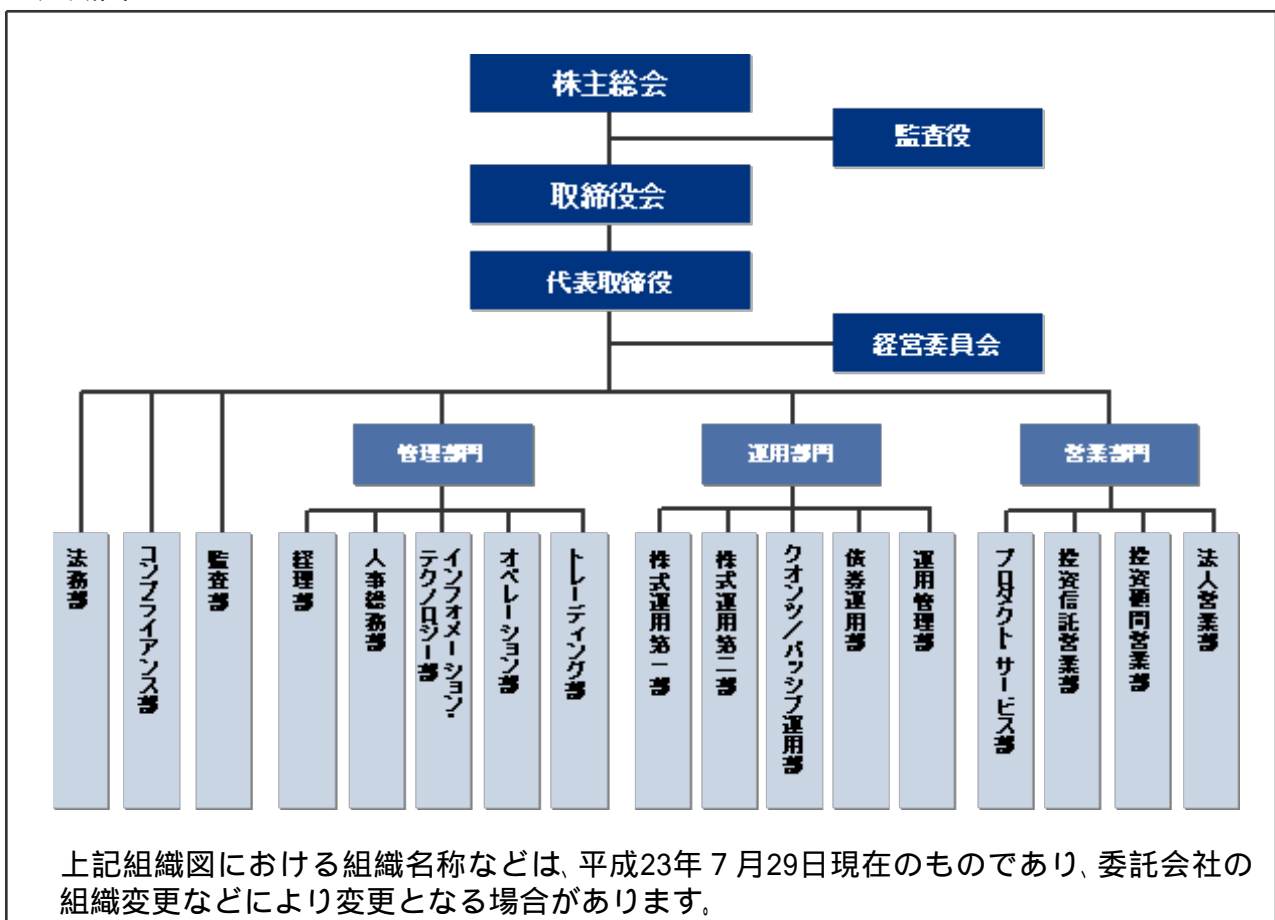 株主総会
監査役
取締役会
代表取締役
経営委員会
管理部門
運用部門
営業部門
法務部
コンプライアンス部
監査部
経理部
人事総務部
インフォメーション・
テクノロジー部
オペレーション部
トレーディング部
株式運用第一部
株式運用第二部
クオンツ／パッシブ運用部
債券運用部
運用管理部
プロダクト・サービス部
投資信託営業部
投資顧問営業部
法人営業部
上記組織図における組織名称などは、平成23年７月29日現在のものであり、委託会社の
組織変更などにより変更となる場合があります。